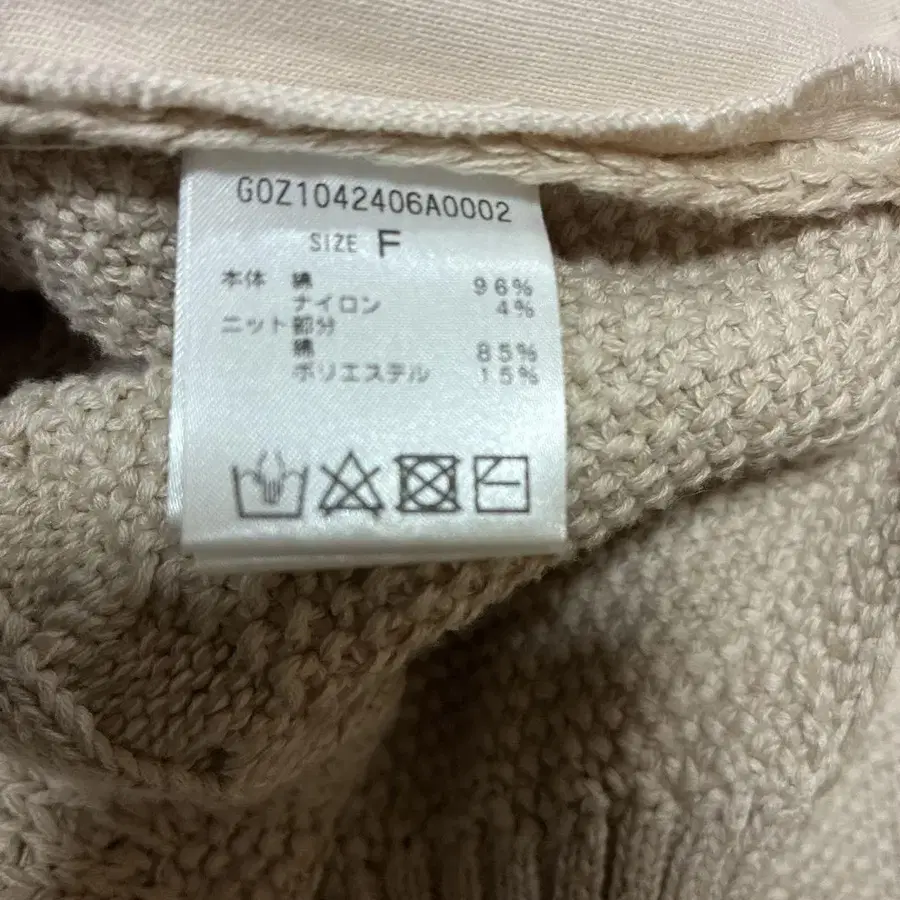 G0Z1042406A0002
SIZE F
本体 綿 96%
ナイロン 4%
ニット部分
綿 85%
ポリエステル 15%